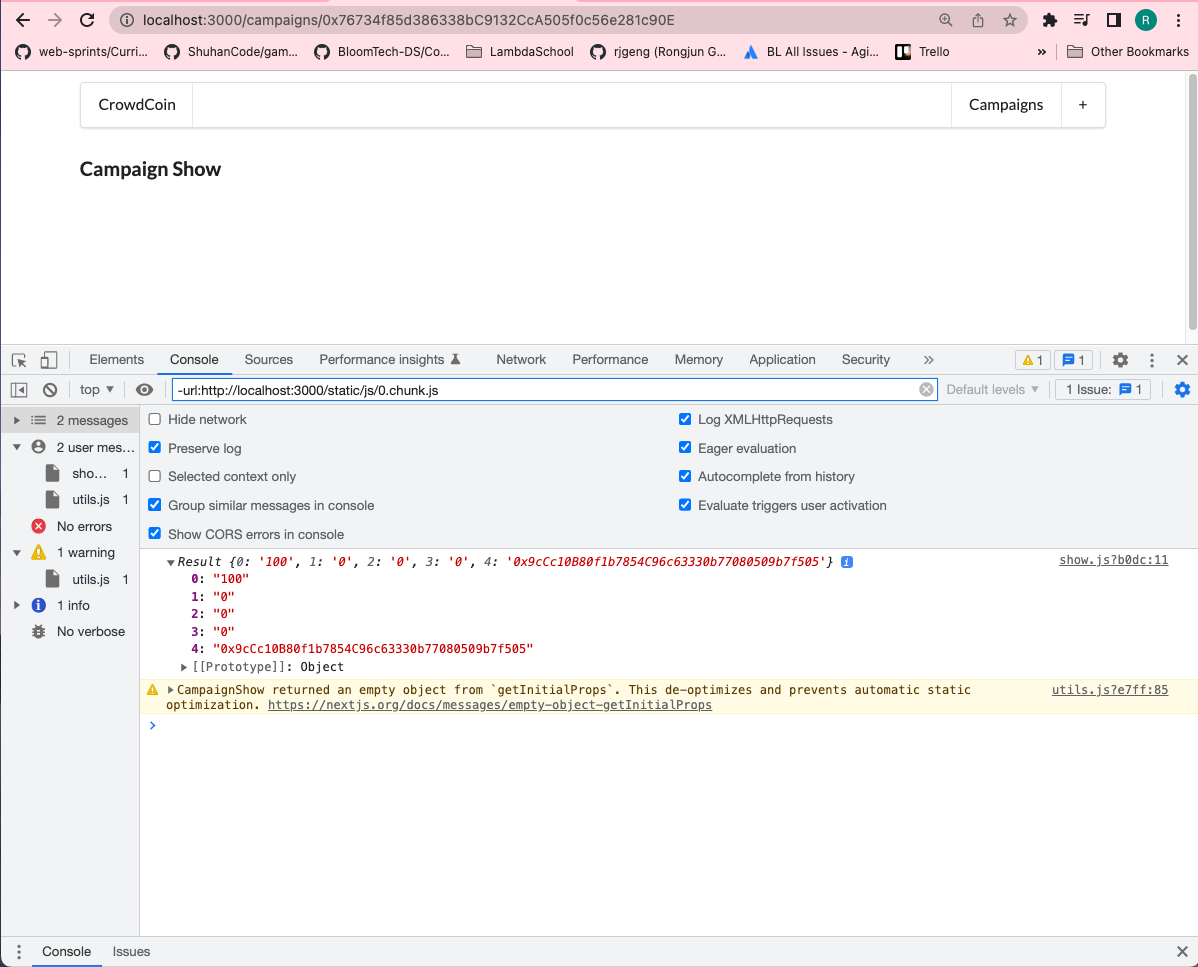 localhost:3000/campaigns/0x76734f85d386338bC9132CcA505f0c56e281c90E
R
web-sprints/Curri... ShuhanCode/gam... BloomTech-DS/Co... LambdaSchool rjgeng (Rongjun G... BL All Issues - Agi... Trello » Other Bookmarks
CrowdCoin Campaigns +
Campaign Show
Elements Console Sources Performance insights Network Performance Memory Application Security » 1 1
top ▼ -url:http://localhost:3000/static/js/0.chunk.js Default levels ▼ 1 Issue: 1
2 messages
2 user mes...
sho... 1
utils.js 1
No errors
1 warning
utils.js 1
1 info
No verbose
Hide network Log XMLHttpRequests
Preserve log Eager evaluation
Selected context only Autocomplete from history
Group similar messages in console Evaluate triggers user activation
Show CORS errors in console
Result {0: '100', 1: '0', 2: '0', 3: '0', 4: '0x9cCc10B80f1b7854C96c63330b77080509b7f505'} i show.js?b0dc:11
0: "100"
1: "0"
2: "0"
3: "0"
4: "0x9cCc10B80f1b7854C96c63330b77080509b7f505"
[[Prototype]]: Object
CampaignShow returned an empty object from `getInitialProps`. This de-optimizes and prevents automatic static utils.js?e7ff:85
optimization. https://nextjs.org/docs/messages/empty-object-getInitialProps
Console Issues